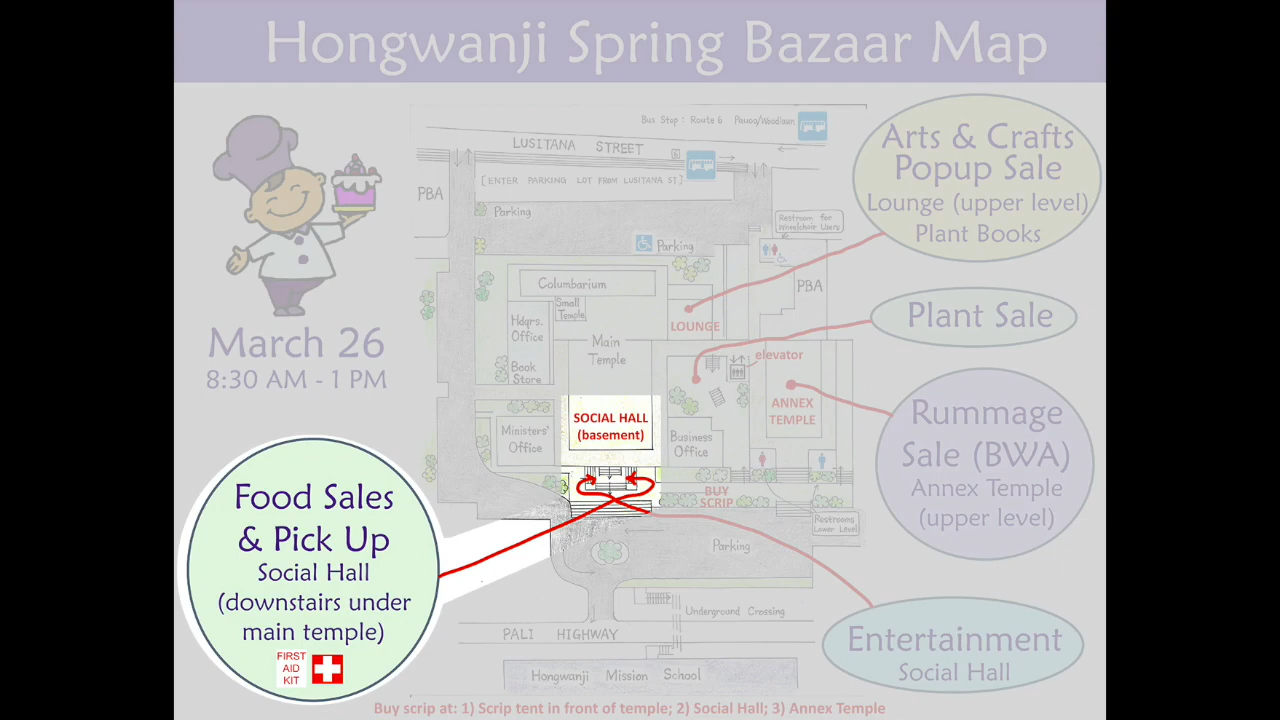 Hongwanji Spring Bazaar Map
March 26
8:30 AM - 1 PM
Food Sales
& Pick Up
Social Hall
(downstairs under
main temple)
FIRST
AID
KIT
Bus Stop: Route 6 Pauoa/Woodlawn
LUSITANA STREET
[ENTER PARKING LOT FROM LUSITANA ST]
PBA
Parking
Parking
Restroom for
Wheelchair Users
PBA
Columbarium
Small
Temple
Hdqrs.
Office
Book
Store
Main
Temple
LOUNGE
elevator
ANNEX
TEMPLE
SOCIAL HALL
(basement)
Ministers'
Office
Business
Office
BUY
SCRIP
Restrooms
Lower Level
Parking
Underground Crossing
PALI HIGHWAY
Hongwanji Mission School
Arts & Crafts
Popup Sale
Lounge (upper level)
Plant Books
Plant Sale
Rummage
Sale (BWA)
Annex Temple
(upper level)
Entertainment
Social Hall
Buy scrip at: 1) Scrip tent in front of temple; 2) Social Hall; 3) Annex Temple